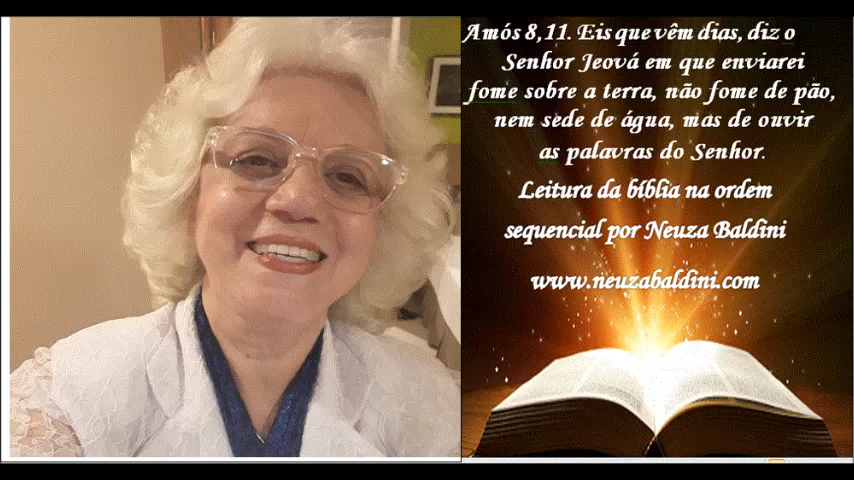 Amós 8,11. Eis que vêm dias, diz o
Senhor Jeová em que enviarei
fome sobre a terra, não fome de pão,
nem sede de água, mas de ouvir
as palavras do Senhor.
Leitura da bíblia na ordem
sequencial por Neuza Baldini
www.neuzabaldini.com